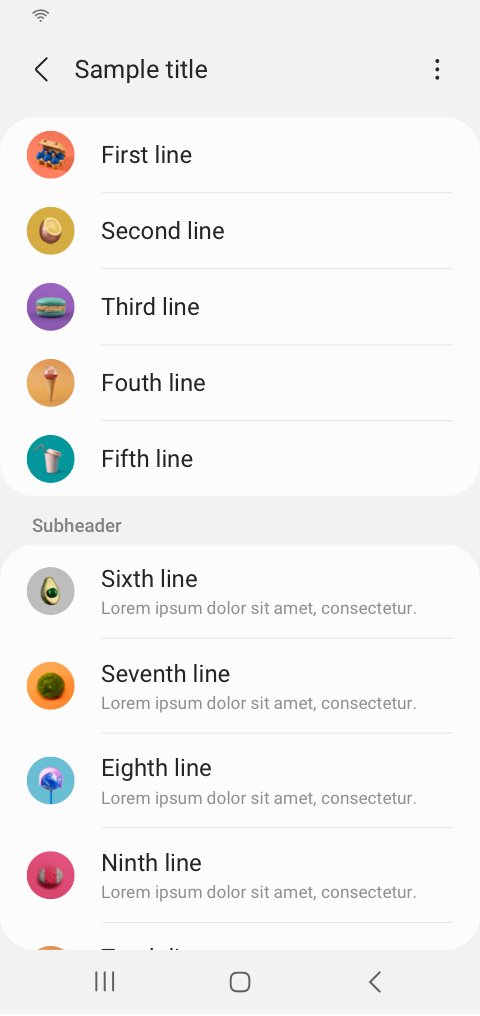 Sample title
First line
Second line
Third line
Fouth line
Fifth line
Subheader
Sixth line
Lorem ipsum dolor sit amet, consectetur.
Seventh line
Lorem ipsum dolor sit amet, consectetur.
Eighth line
Lorem ipsum dolor sit amet, consectetur.
Ninth line
Lorem ipsum dolor sit amet, consectetur.